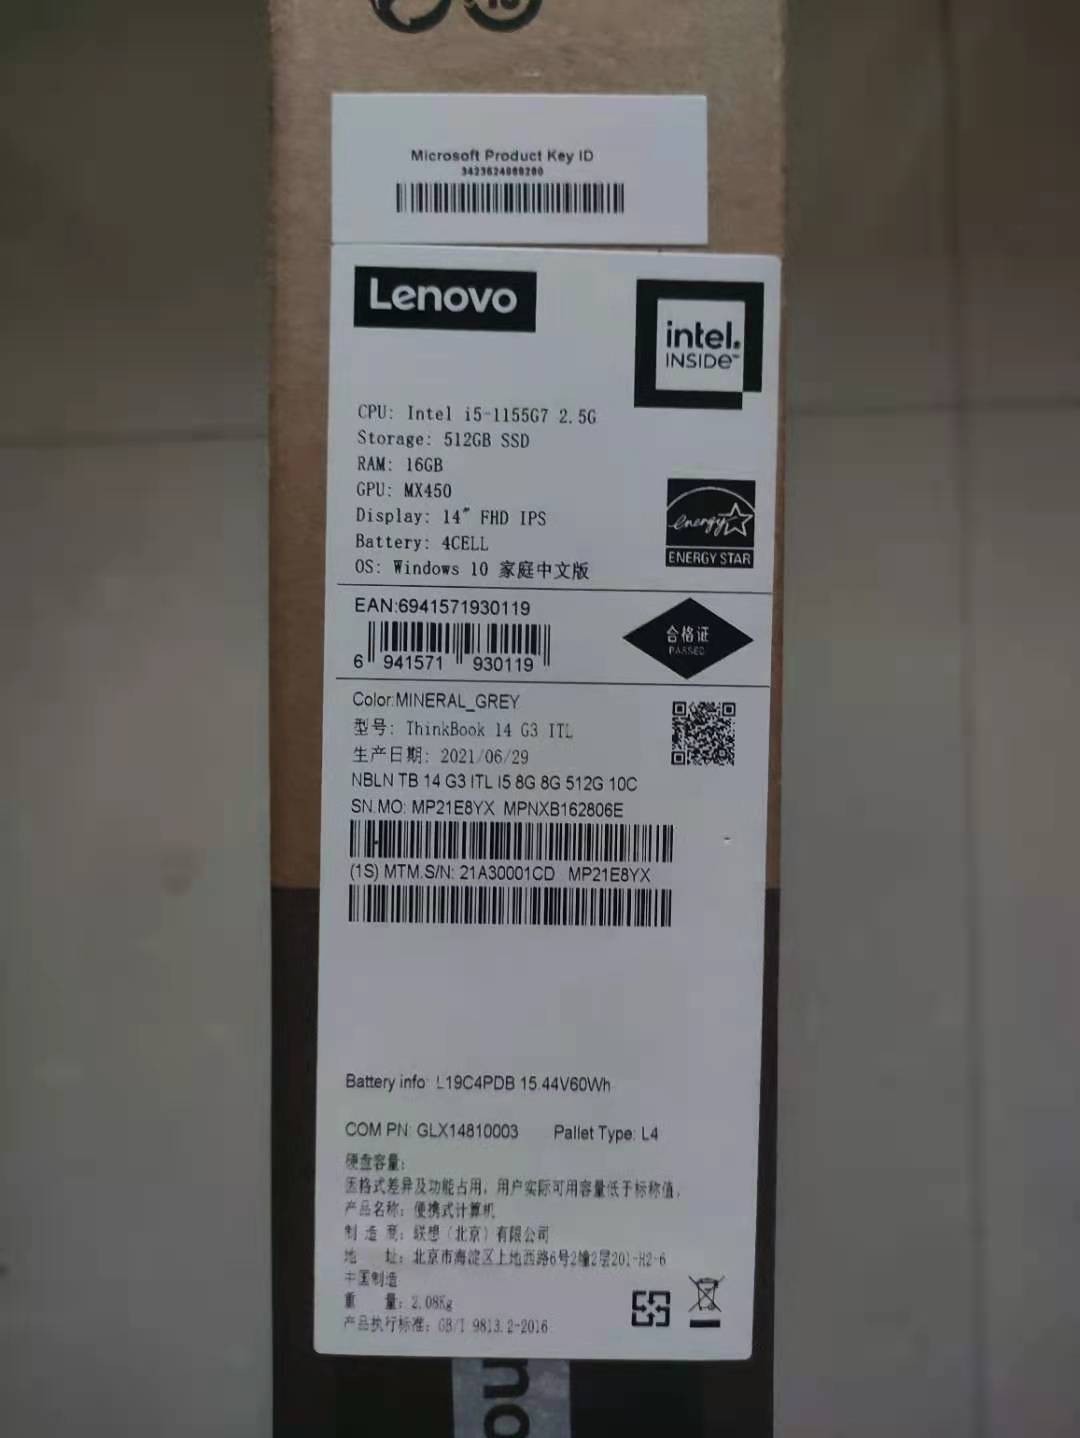 Microsoft Product Key ID
Lenovo
intel.
INSIDE™
CPU: Intel i5-1155G7 2.5G
Storage: 512GB SSD
RAM: 16GB
GPU: MX450
Display: 14" FHD IPS
Battery: 4CELL
OS: Windows 10 家庭中文版
energy
ENERGY STAR
EAN:6941571930119
6 941571 930119
合格证
PASSED
Color:MINERAL_GREY
型号: ThinkBook 14 G3 ITL
生产日期: 2021/06/29
NBLN TB 14 G3 ITL I5 8G 8G 512G 10C
SN.MO: MP21E8YX MPNXB162806E
(1S) MTM.S/N: 21A30001CD MP21E8YX
Battery info: L19C4PDB 15.44V60Wh
COM PN: GLX14810003 Pallet Type: L4
硬盘容量:
因格式差异及功能占用，用户实际可用容量低于标称值。
产品名称: 便携式计算机
制 造 商: 联想（北京）有限公司
地 址: 北京市海淀区上地西路6号2幢2层201-H2-6
中国制造
重 量: 2.08Kg
产品执行标准: GB/T 9813.2-2016